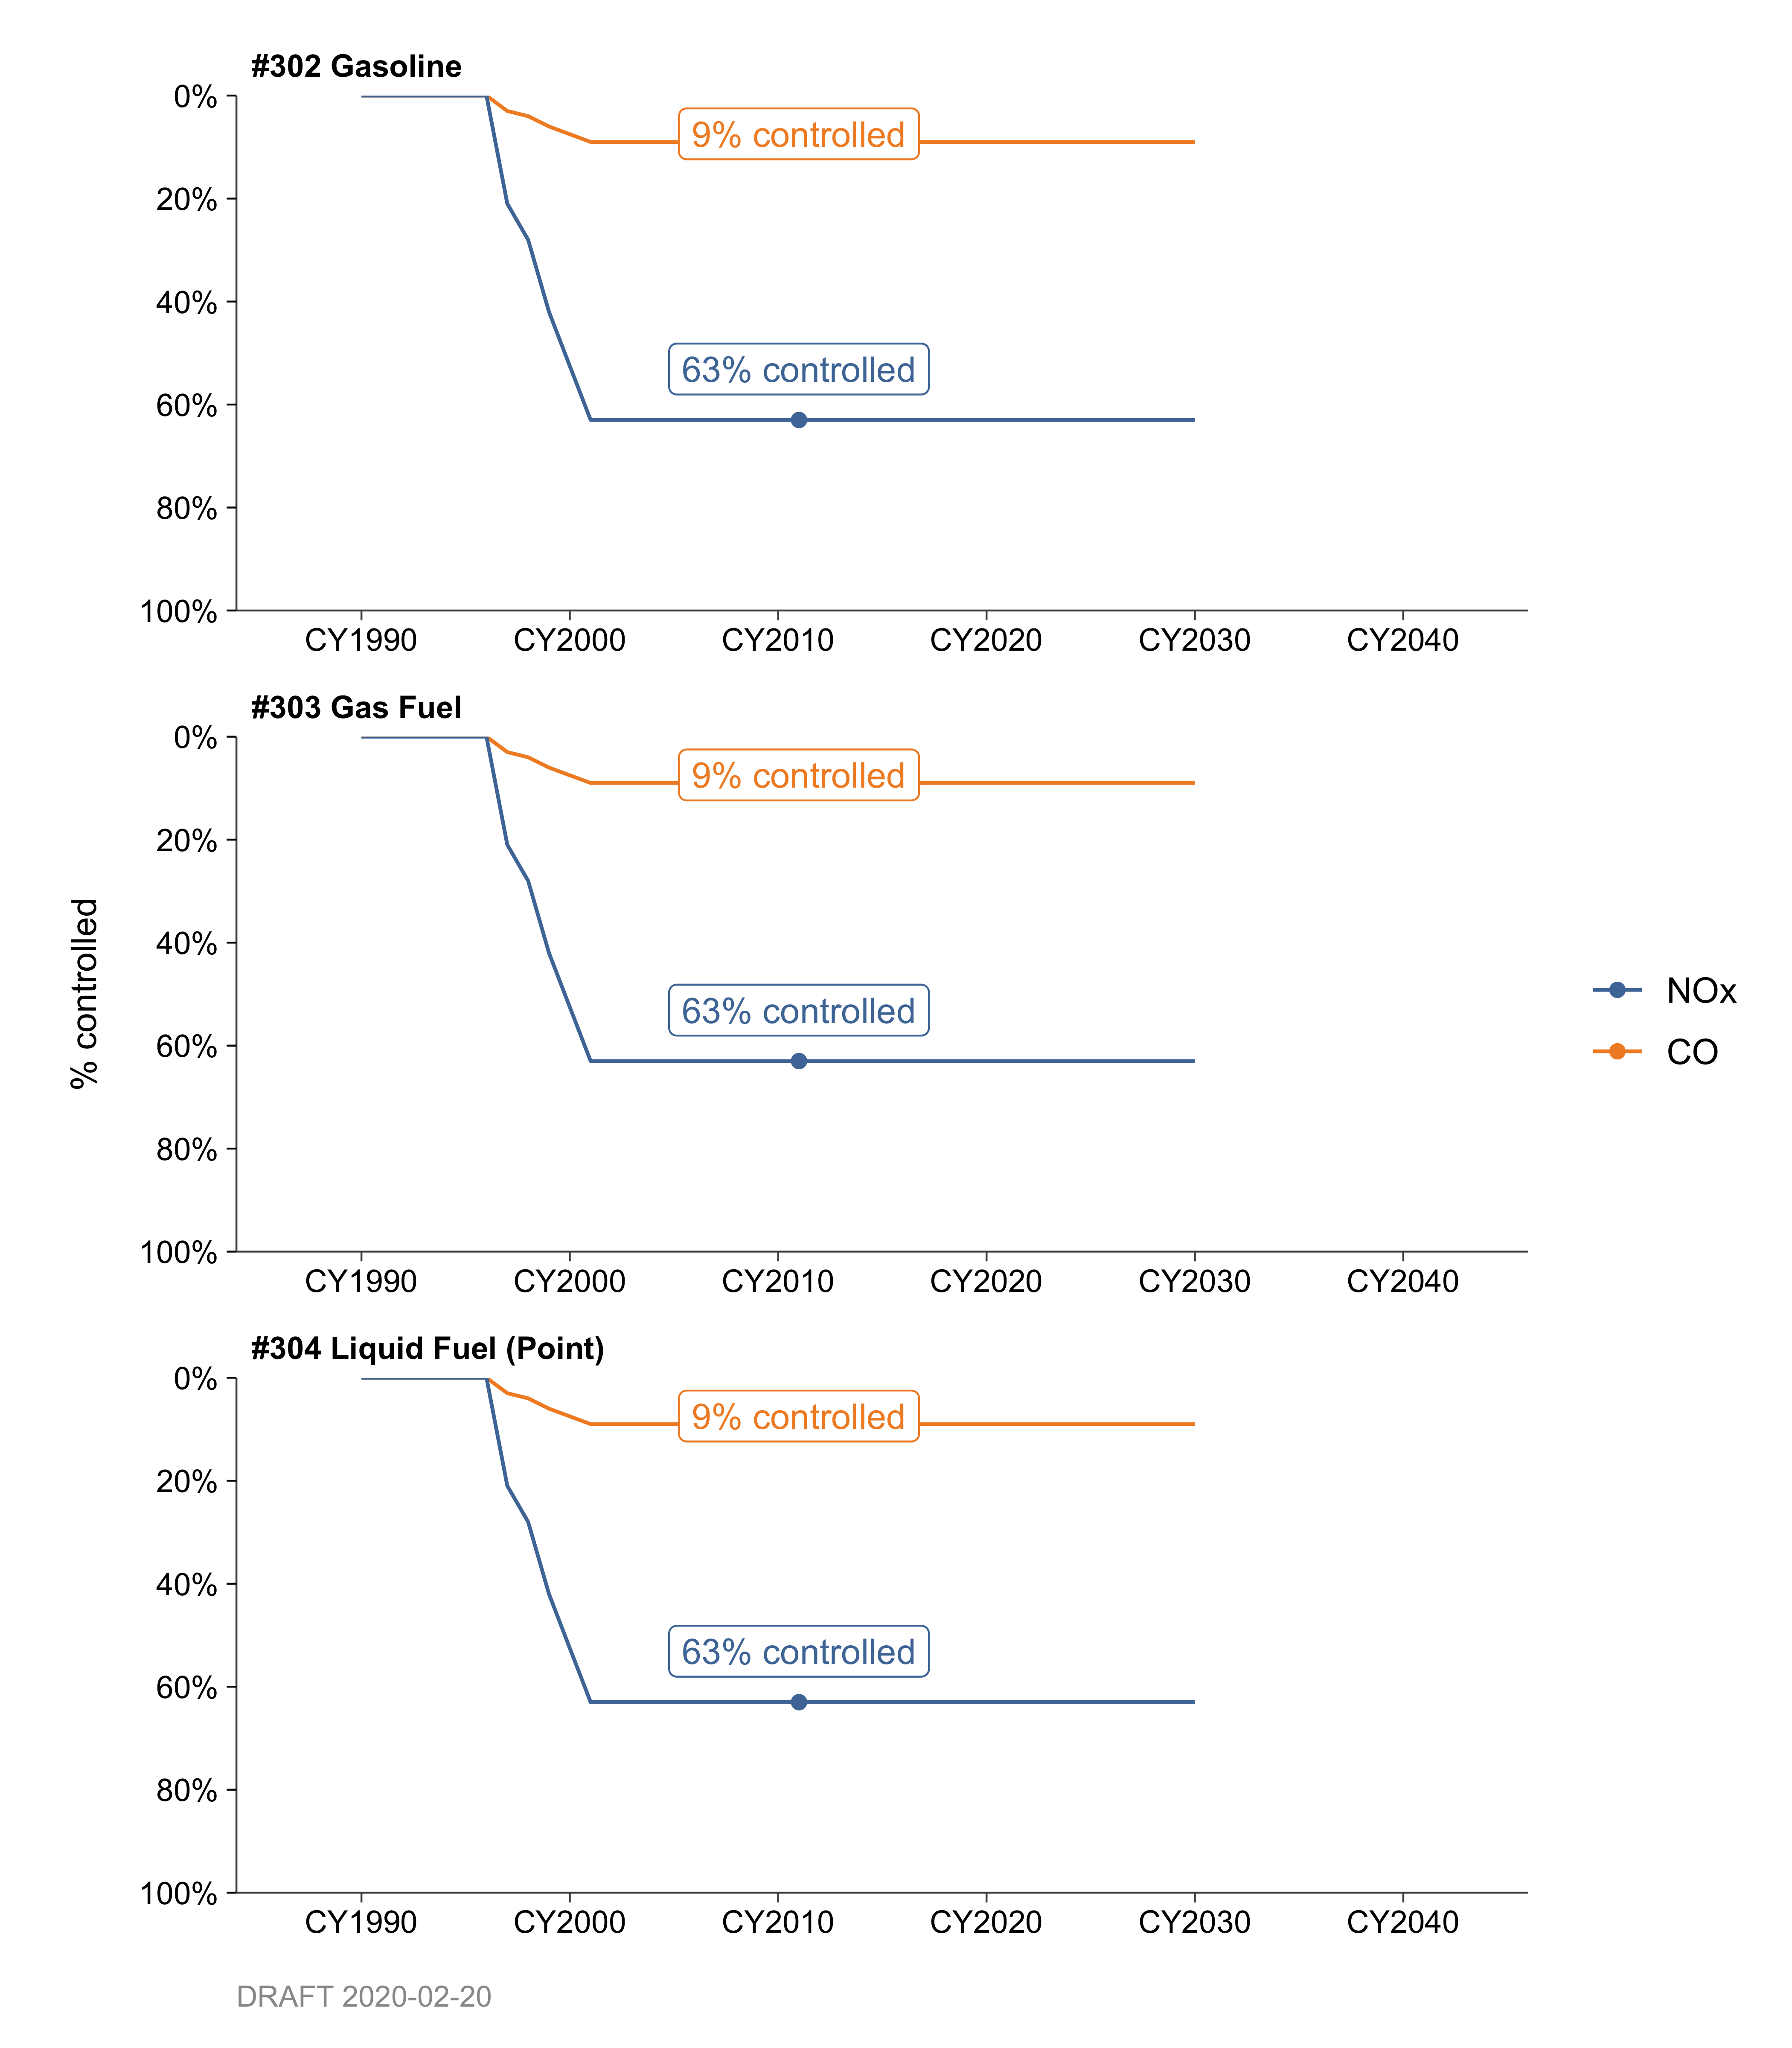 #302 Gasoline
0%
9% controlled
20%
40%
63% controlled
60%
80%
100%
CY1990 CY2000 CY2010 CY2020 CY2030 CY2040
#303 Gas Fuel
0%
9% controlled
20%
% controlled
40%
63% controlled
60%
80%
100%
CY1990 CY2000 CY2010 CY2020 CY2030 CY2040
NOx
CO
#304 Liquid Fuel (Point)
0%
9% controlled
20%
40%
63% controlled
60%
80%
100%
CY1990 CY2000 CY2010 CY2020 CY2030 CY2040
DRAFT 2020-02-20